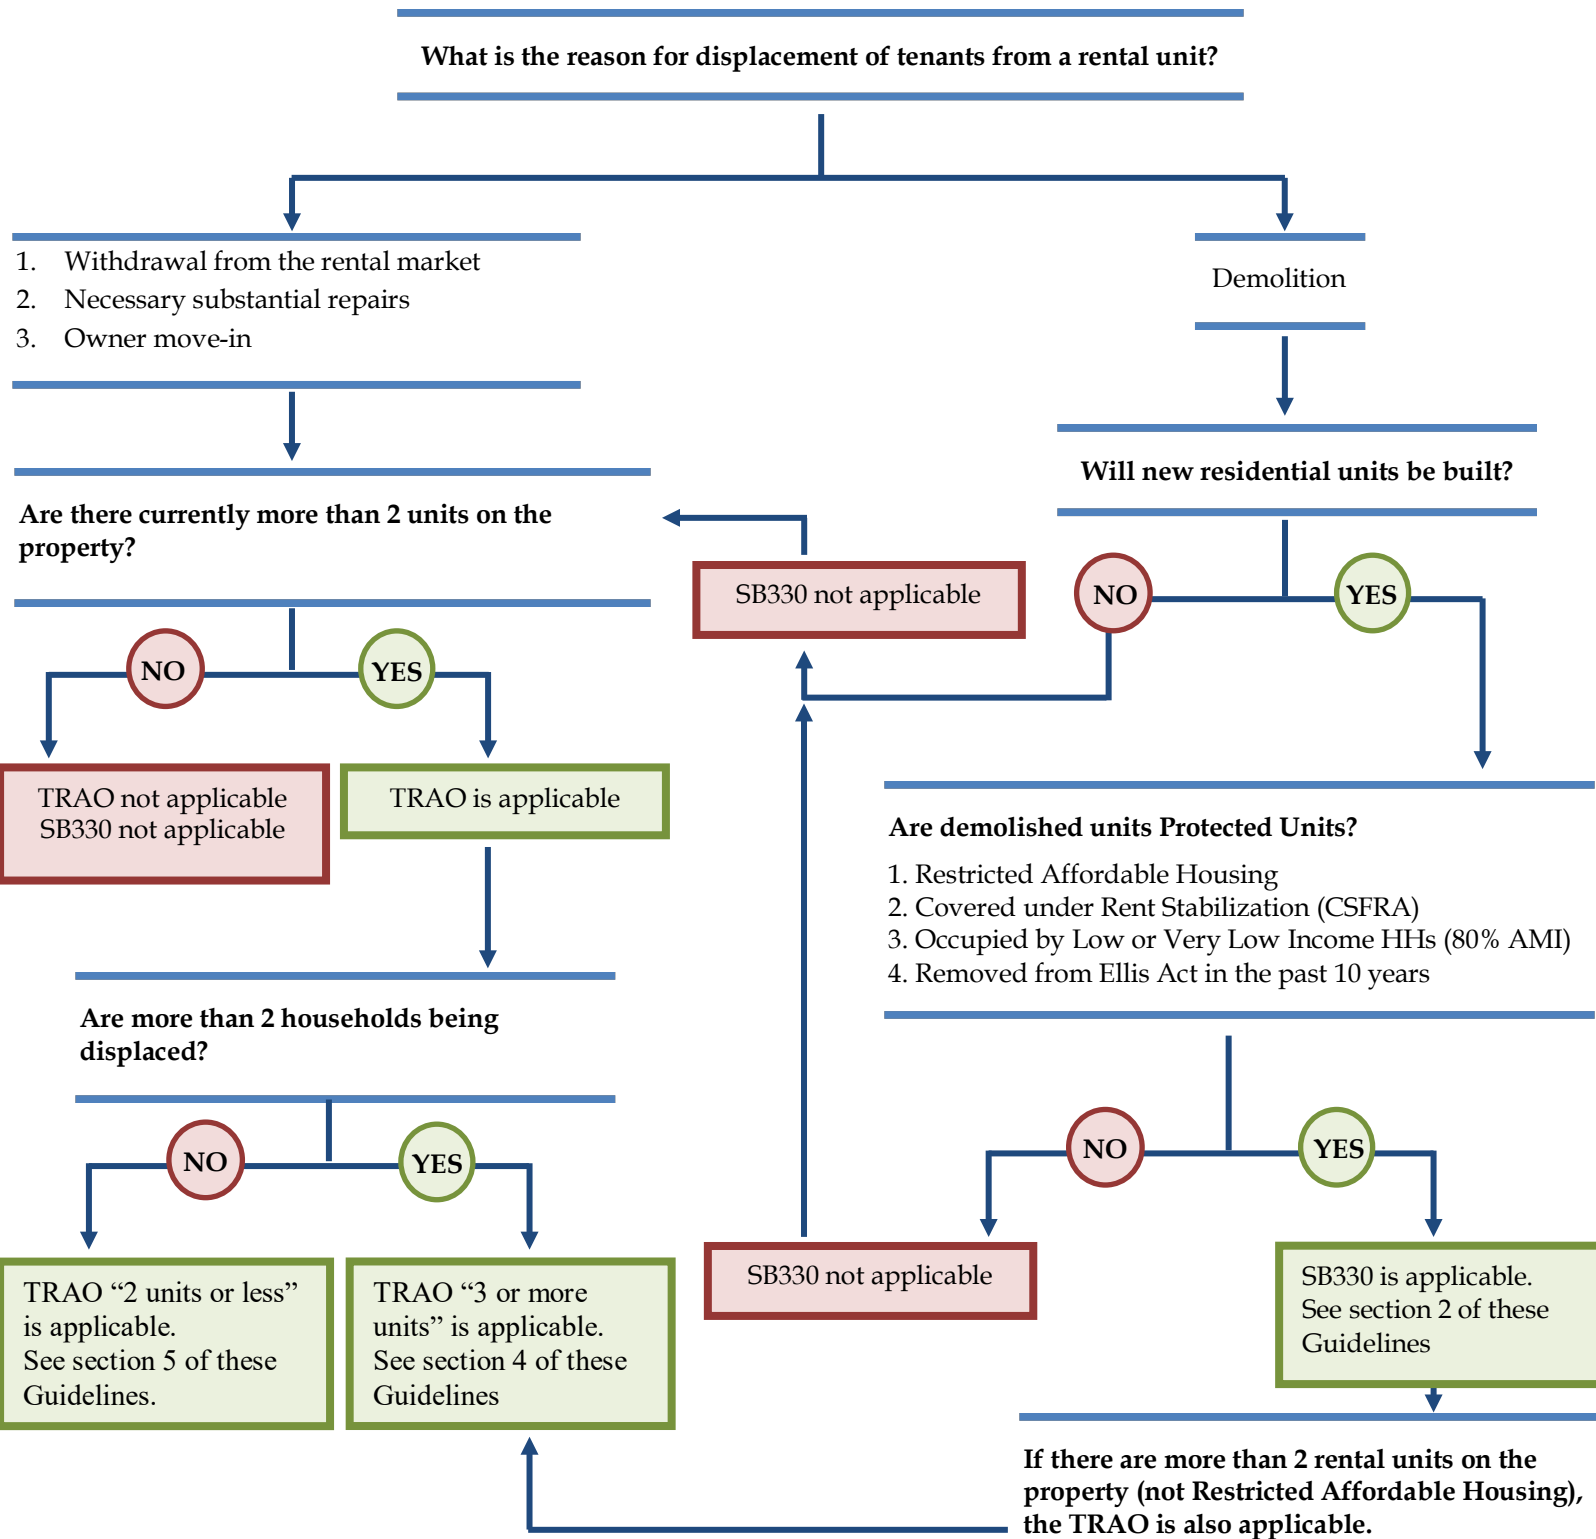 What is the reason for displacement of tenants from a rental unit?
1. Withdrawal from the rental market
2. Necessary substantial repairs
3. Owner move-in
Demolition
Will new residential units be built?
Are there currently more than 2 units on the
property?
SB330 not applicable
NO
YES
NO
YES
TRAO not applicable
SB330 not applicable
TRAO is applicable
Are demolished units Protected Units?
1. Restricted Affordable Housing
2. Covered under Rent Stabilization (CSFRA)
3. Occupied by Low or Very Low Income HHs (80% AMI)
4. Removed from Ellis Act in the past 10 years
Are more than 2 households being
displaced?
NO
YES
NO
YES
TRAO “2 units or less”
is applicable.
See section 5 of these
Guidelines.
TRAO “3 or more
units” is applicable.
See section 4 of these
Guidelines
SB330 not applicable
SB330 is applicable.
See section 2 of these
Guidelines
If there are more than 2 rental units on the
property (not Restricted Affordable Housing),
the TRAO is also applicable.